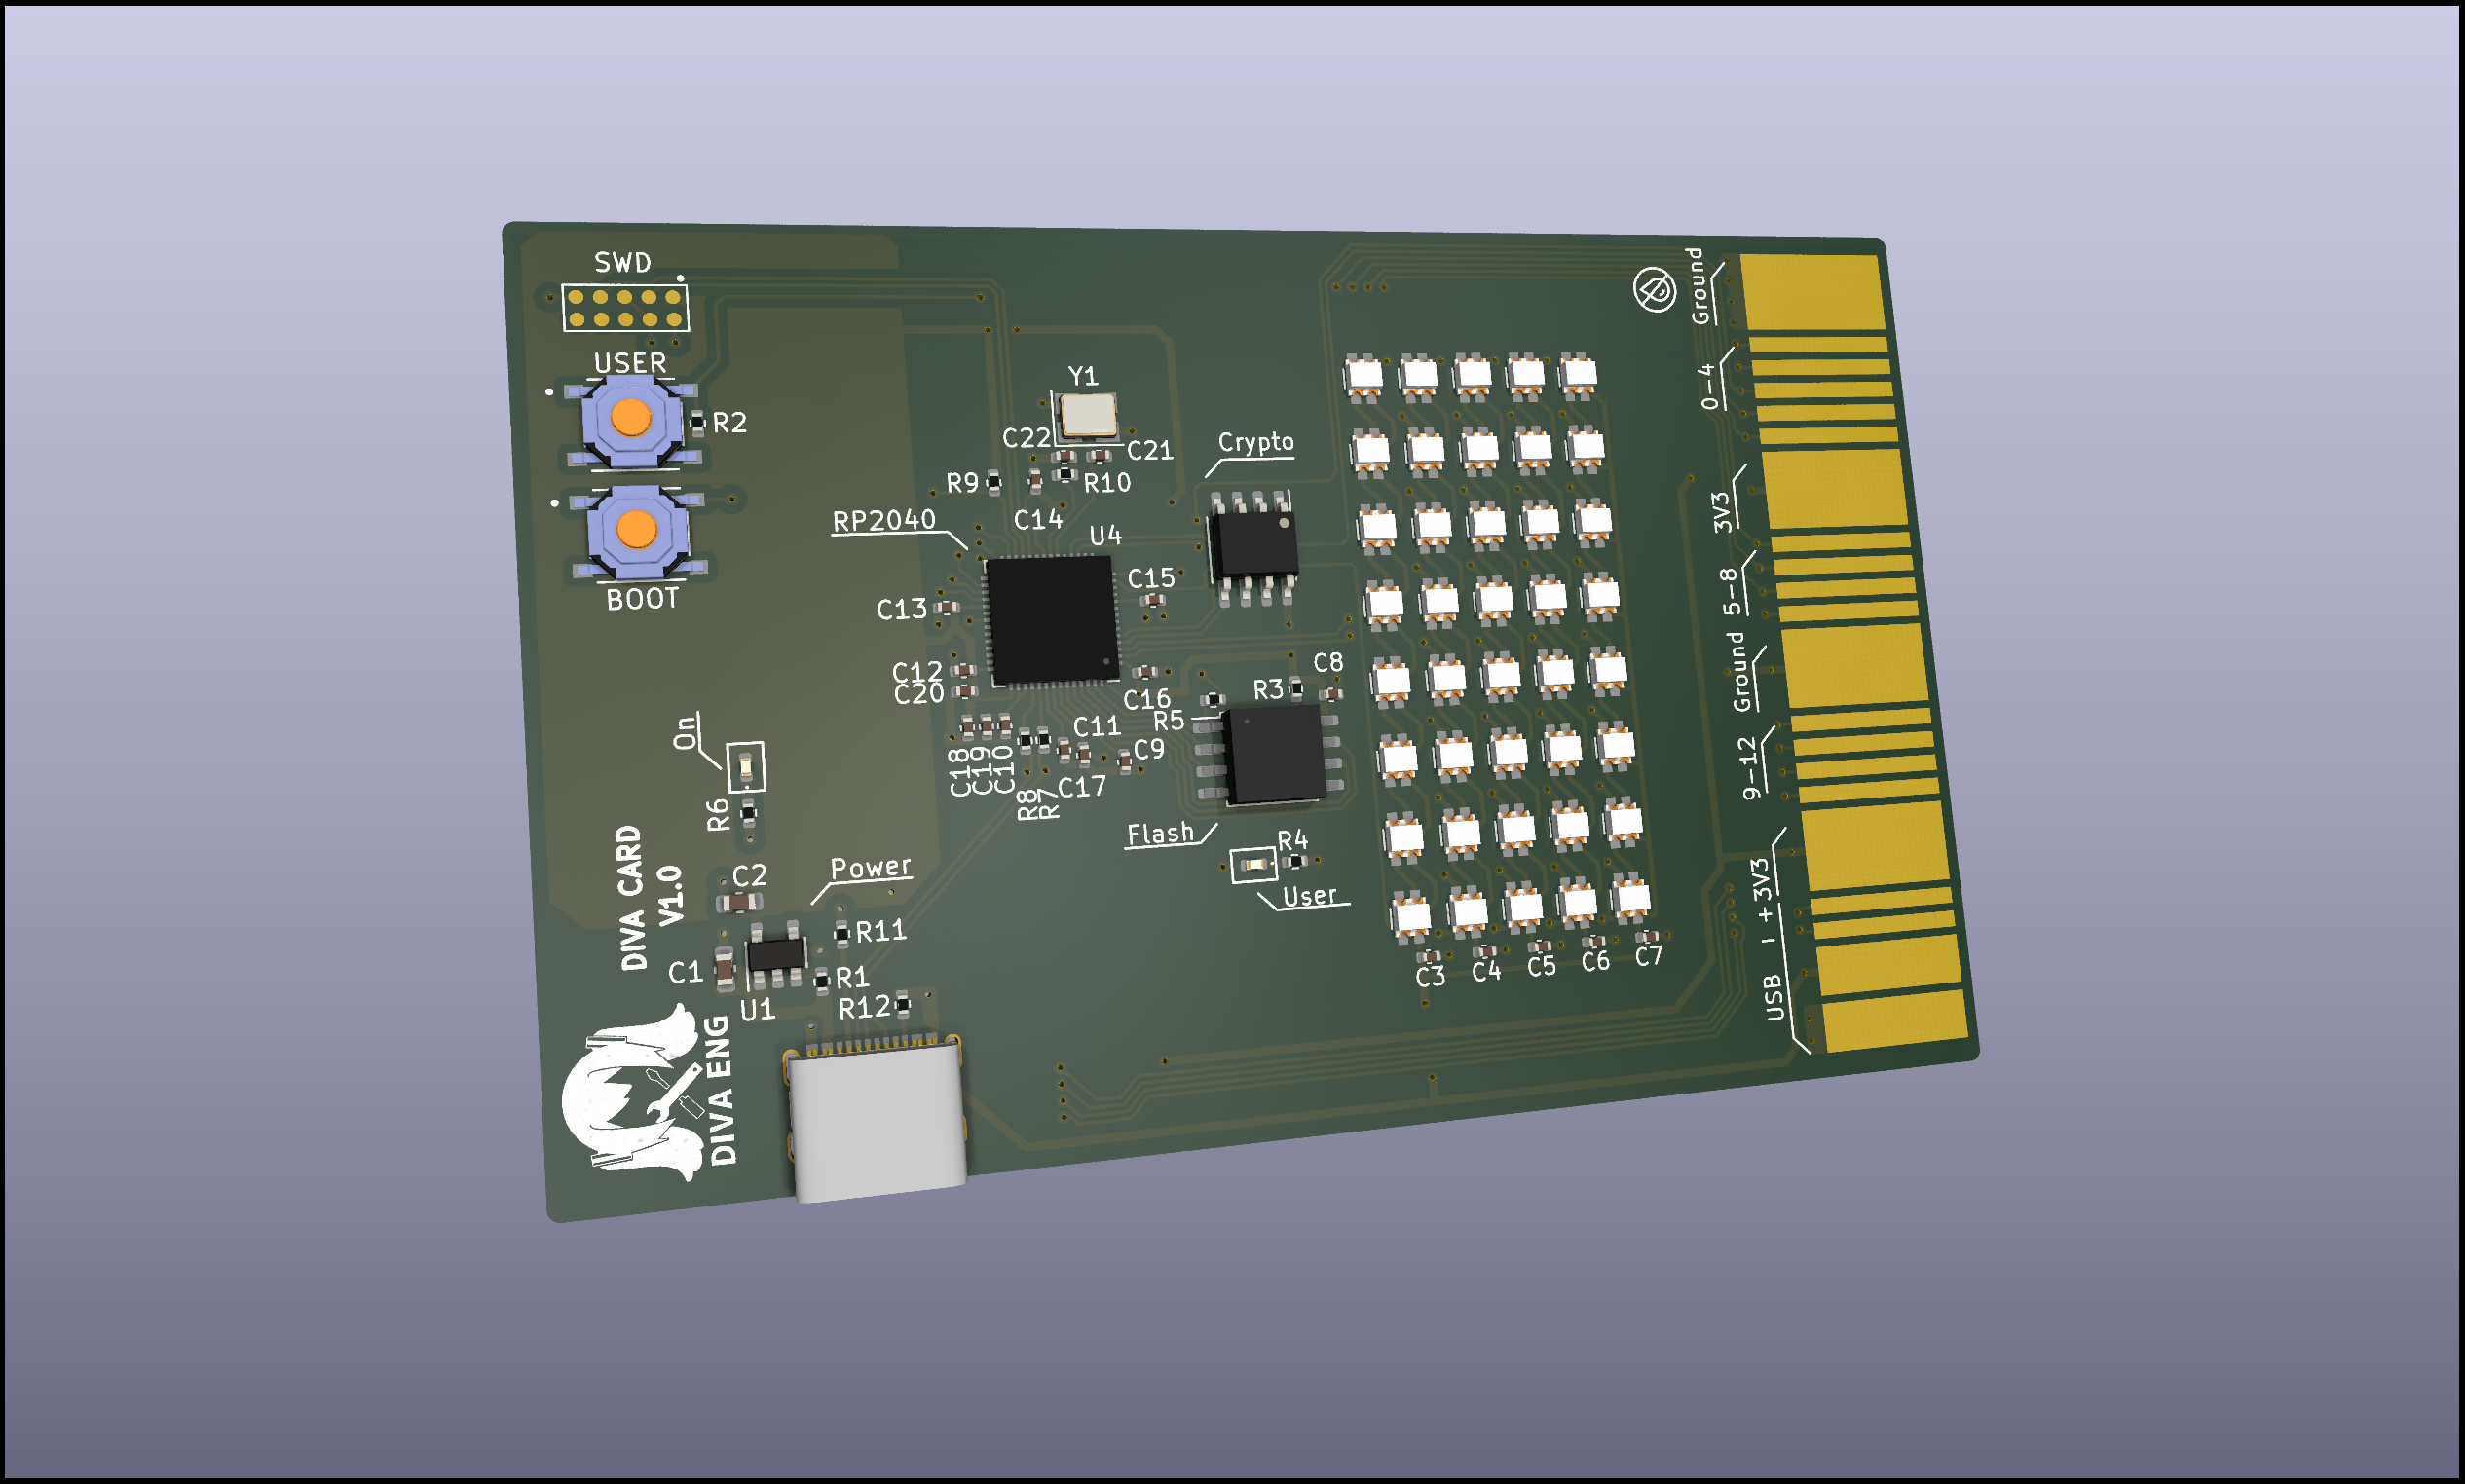 SWD
USER
R2
BOOT
Y1
C22
C21
R9
R10
C14
RP2040
U4
Crypto
C15
C13
C12
C20
C16
R5
R3
C8
C18
C19
C10
R8
R7
C11
C17
C9
Flash
R4
User
On
R6
DIVA CARD
V1.0
C2
Power
R11
C1
U1
R1
R12
DIVA ENG
C3
C4
C5
C6
C7
Ground
0-4
3V3
5-8
Ground
9-12
3V3
USB - +